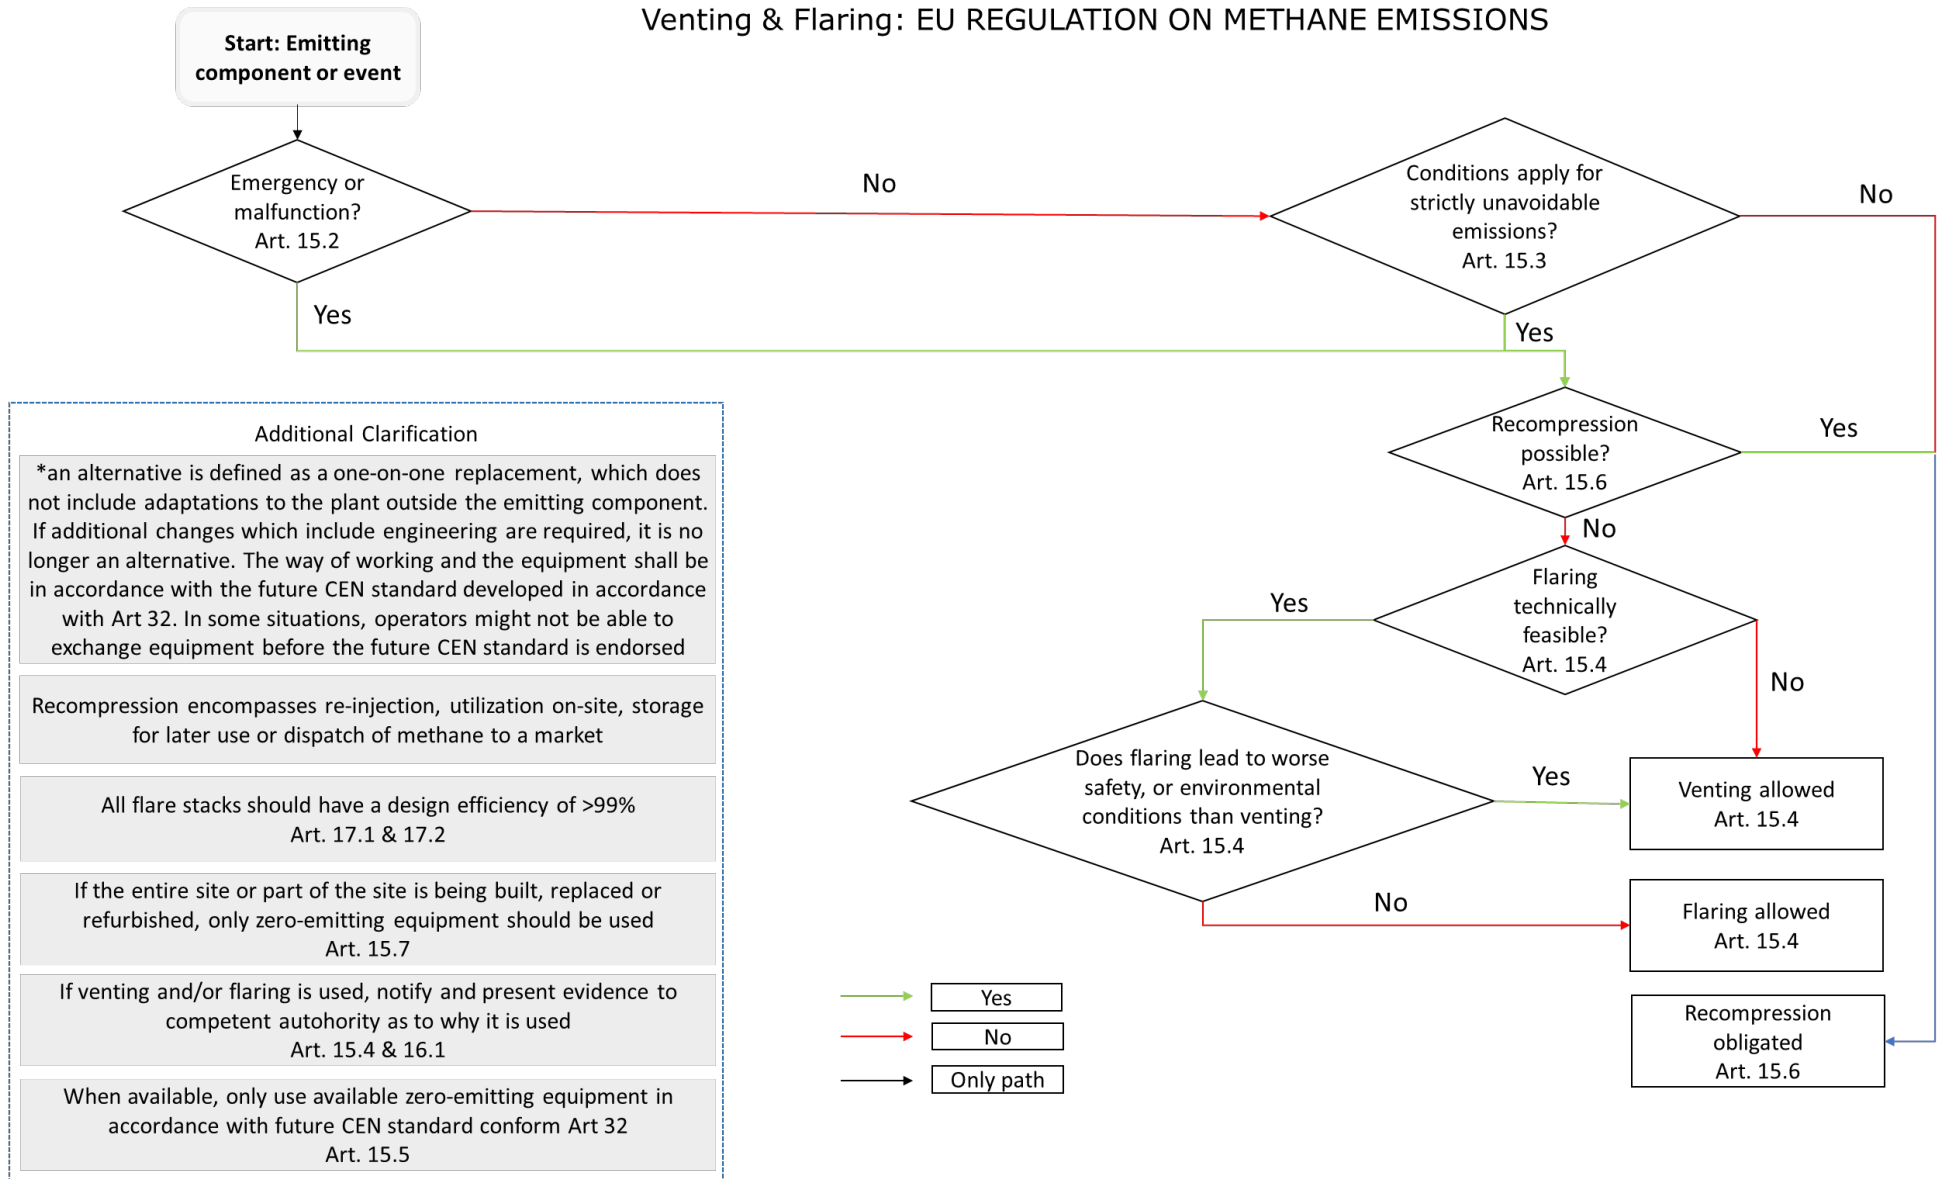 Venting & Flaring: EU REGULATION ON METHANE EMISSIONS
Start: Emitting
component or event
Emergency or
malfunction?
Art. 15.2
No
Conditions apply for
strictly unavoidable
emissions?
Art. 15.3
No
Yes
Yes
Recompression
possible?
Art. 15.6
Yes
No
Flaring
technically
feasible?
Art. 15.4
Yes
No
Does flaring lead to worse
safety, or environmental
conditions than venting?
Art. 15.4
Yes
Venting allowed
Art. 15.4
No
Flaring allowed
Art. 15.4
Recompression
obligated
Art. 15.6
Yes
No
Only path
Additional Clarification
*an alternative is defined as a one-on-one replacement, which does
not include adaptations to the plant outside the emitting component.
If additional changes which include engineering are required, it is no
longer an alternative. The way of working and the equipment shall be
in accordance with the future CEN standard developed in accordance
with Art 32. In some situations, operators might not be able to
exchange equipment before the future CEN standard is endorsed
Recompression encompasses re-injection, utilization on-site, storage
for later use or dispatch of methane to a market
All flare stacks should have a design efficiency of >99%
Art. 17.1 & 17.2
If the entire site or part of the site is being built, replaced or
refurbished, only zero-emitting equipment should be used
Art. 15.7
If venting and/or flaring is used, notify and present evidence to
competent autohority as to why it is used
Art. 15.4 & 16.1
When available, only use available zero-emitting equipment in
accordance with future CEN standard conform Art 32
Art. 15.5